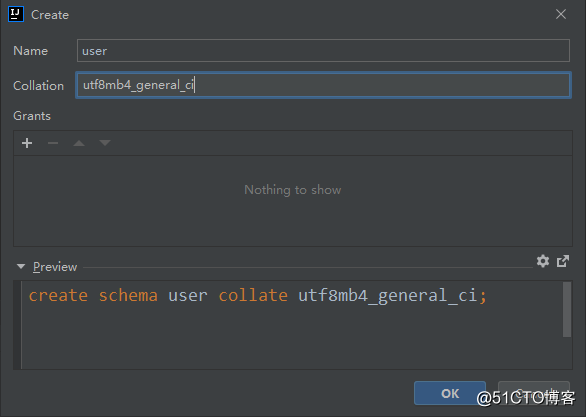 IJ
Create
Name
user
Collation
utf8mb4_general_ci
Grants
Nothing to show
Preview
create schema user collate utf8mb4_general_ci;
OK
@51CTO博客